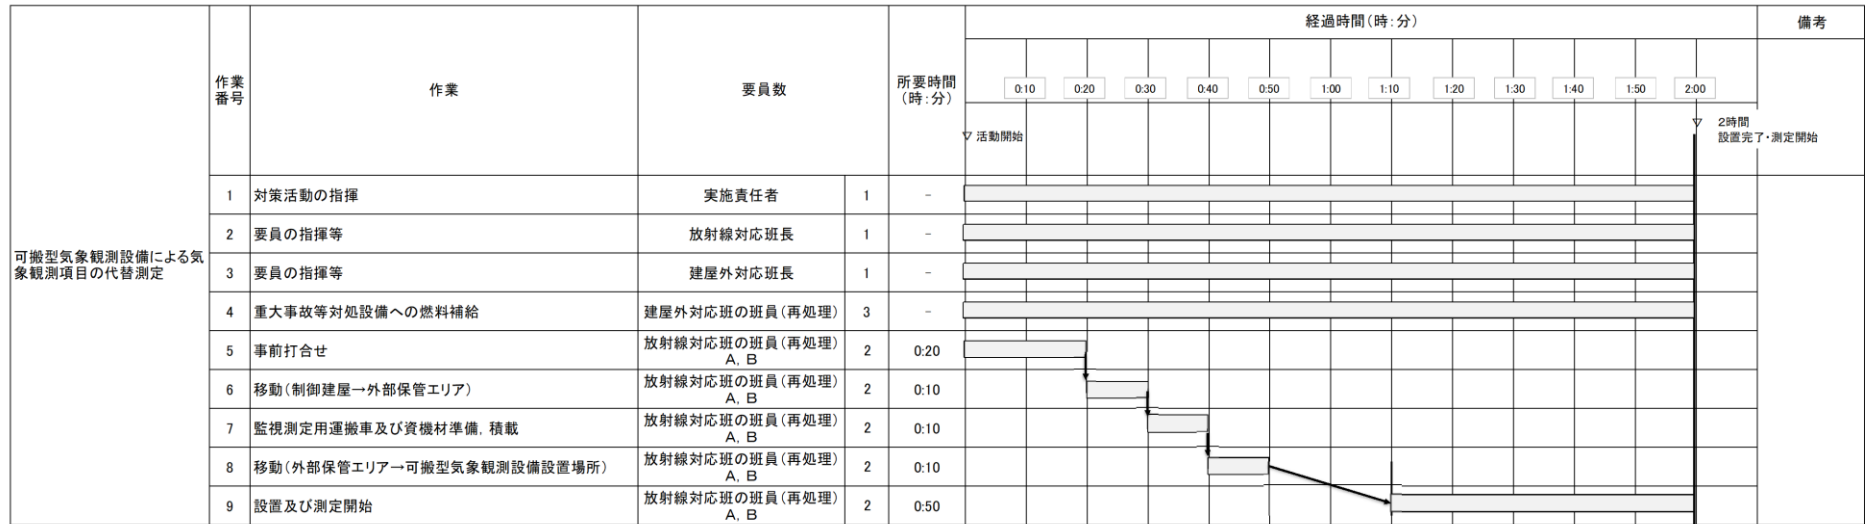 経過時間(時:分)
備考
作業
番号
作業
要員数
所要時間
(時:分)
0:10 0:20 0:30 0:40 0:50 1:00 1:10 1:20 1:30 1:40 1:50 2:00
▽ 活動開始
▽ 2時間
設置完了・測定開始
可搬型気象観測設備による気
象観測項目の代替測定
1 対策活動の指揮 実施責任者 1 －
2 要員の指揮等 放射線対応班長 1 －
3 要員の指揮等 建屋外対応班長 1 －
4 重大事故等対処設備への燃料補給 建屋外対応班の班員(再処理) 3 －
5 事前打合せ 放射線対応班の班員(再処理)
A, B 2 0:20
6 移動(制御建屋→外部保管エリア) 放射線対応班の班員(再処理)
A, B 2 0:10
7 監視測定用運搬車及び資機材準備, 積載 放射線対応班の班員(再処理)
A, B 2 0:10
8 移動(外部保管エリア→可搬型気象観測設備設置場所) 放射線対応班の班員(再処理)
A, B 2 0:10
9 設置及び測定開始 放射線対応班の班員(再処理)
A, B 2 0:50